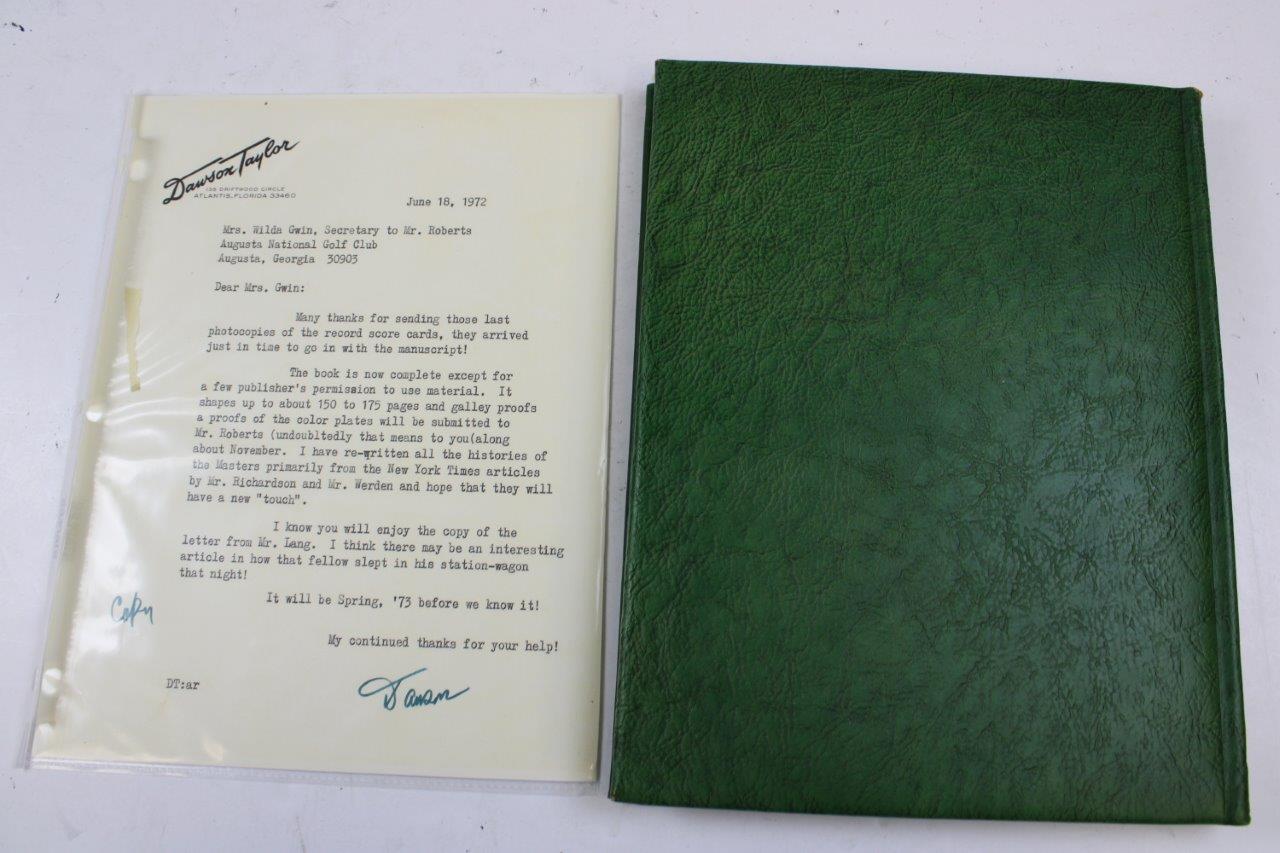 Dawson Taylor
135 DRIFTWOOD CIRCLE
ATLANTIS, FLORIDA 33460
June 18, 1972
Mrs. Wilda Gwin, Secretary to Mr. Roberts
Augusta National Golf Club
Augusta, Georgia 30903
Dear Mrs. Gwin:
Many thanks for sending those last
photocopies of the record score cards, they arrived
just in time to go in with the manuscript!
The book is now complete except for
a few publisher's permission to use material. It
shapes up to about 150 to 175 pages and galley proofs
a proofs of the color plates will be submitted to
Mr. Roberts (undoubltedly that means to you(along
about November. I have re-written all the histories of
the Masters primarily from the New York Times articles
by Mr. Richardson and Mr. Werden and hope that they will
have a new "touch".
I know you will enjoy the copy of the
letter from Mr. Lang. I think there may be an interesting
article in how that fellow slept in his station-wagon
that night!
It will be Spring, '73 before we know it!
Copy
My continued thanks for your help!
DT:ar
Dawson